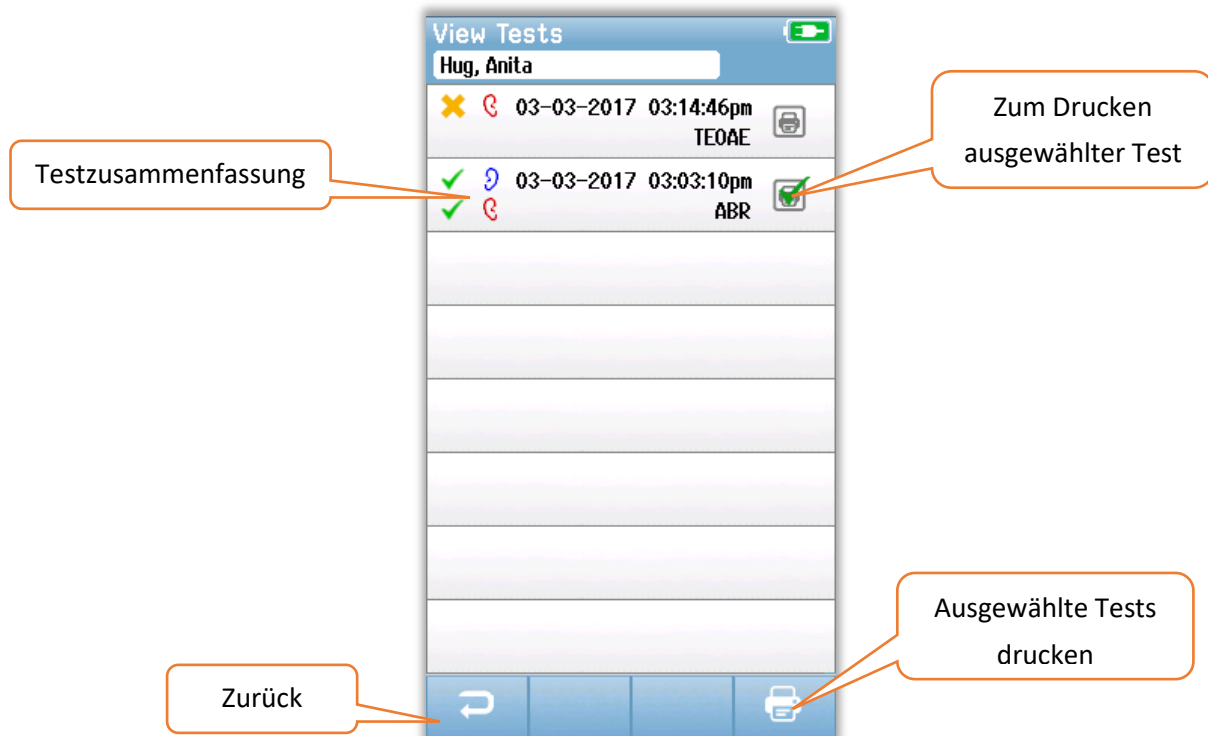 View Tests
Hug, Anita
03-03-2017 03:14:46pm
TEOAE
Zum Drucken
ausgewählter Test
Testzusammenfassung
03-03-2017 03:03:10pm
ABR
Ausgewählte Tests
drucken
Zurück